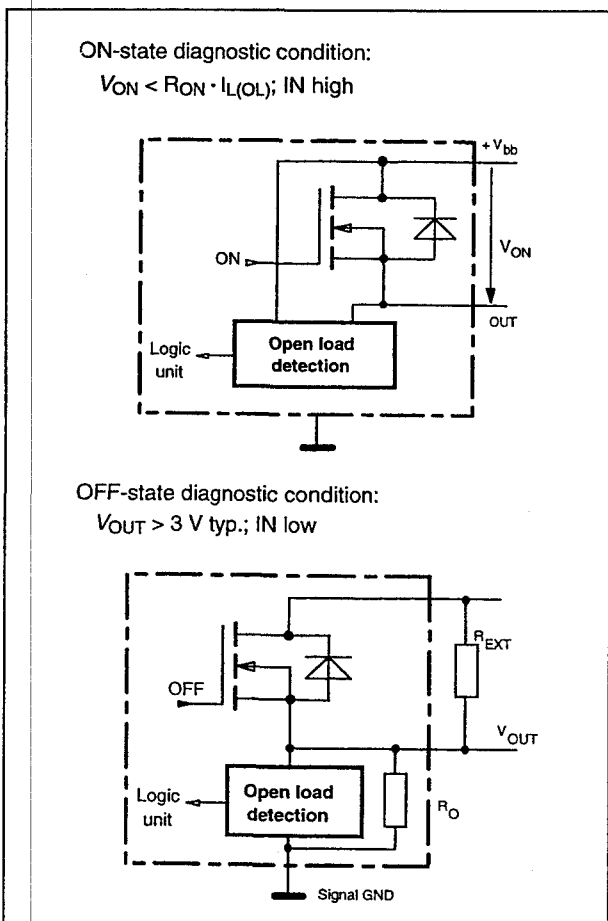 ON-state diagnostic condition:
VON < RON · IL(OL); IN high
+ Vbb
VON
ON
OUT
Open load
detection
Logic
unit
OFF-state diagnostic condition:
VOUT > 3 V typ.; IN low
REXT
OFF
VOUT
Open load
detection
Logic
unit
RO
Signal GND